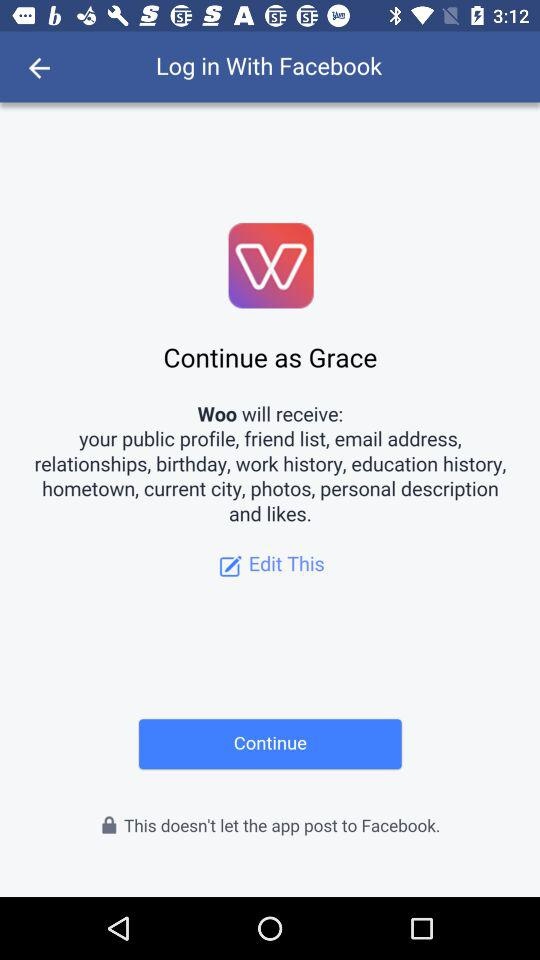 3:12
Log in With Facebook
W
Continue as Grace
Woo will receive:
your public profile, friend list, email address,
relationships, birthday, work history, education history,
hometown, current city, photos, personal description
and likes.
Edit This
Continue
This doesn't let the app post to Facebook.